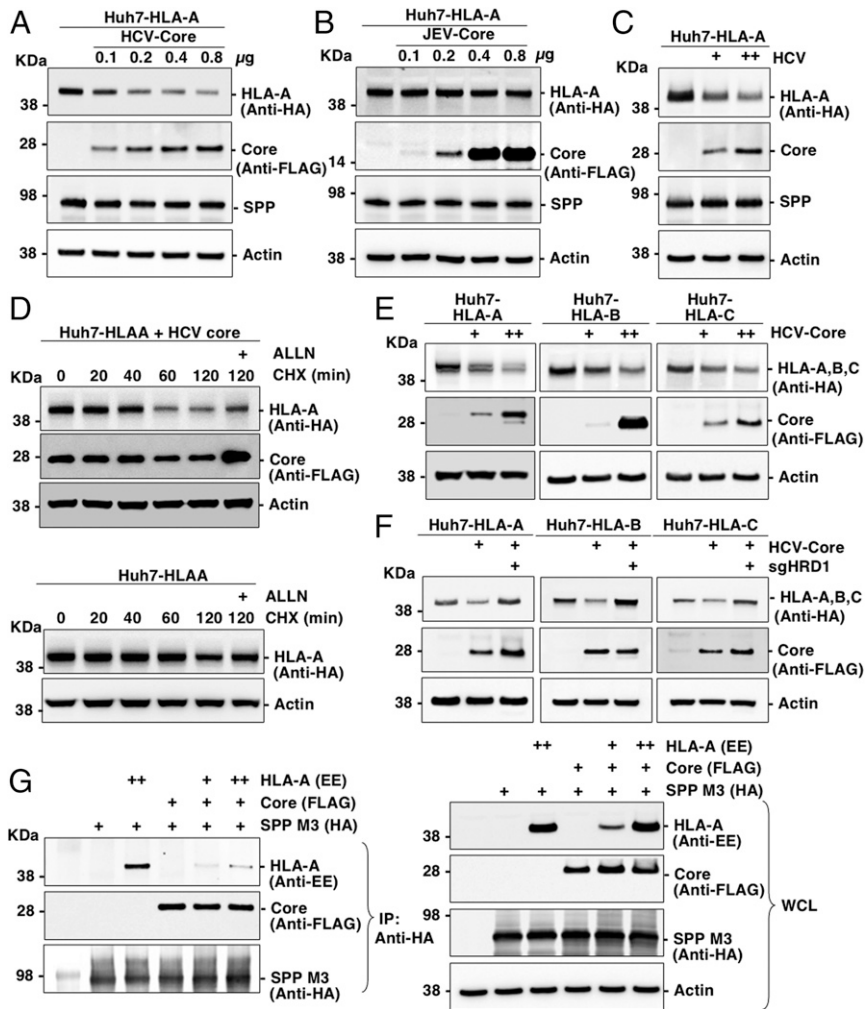 A
Huh7-HLA-A
HCV-Core
KDa 0.1 0.2 0.4 0.8 µg
38 HLA-A
(Anti-HA)
28 Core
(Anti-FLAG)
98 SPP
38 Actin
B
Huh7-HLA-A
JEV-Core
KDa 0.1 0.2 0.4 0.8 µg
38 HLA-A
(Anti-HA)
14 Core
(Anti-FLAG)
98 SPP
38 Actin
C
Huh7-HLA-A
KDa + ++ HCV
38 HLA-A
(Anti-HA)
28 Core
98 SPP
38 Actin
D
Huh7-HLAA + HCV core
+ ALLN
KDa 0 20 40 60 120 120 CHX (min)
38 HLA-A
(Anti-HA)
28 Core
(Anti-FLAG)
38 Actin
Huh7-HLAA
+ ALLN
KDa 0 20 40 60 120 120 CHX (min)
38 HLA-A
(Anti-HA)
38 Actin
E
Huh7-HLA-A Huh7-HLA-B Huh7-HLA-C
KDa + ++ + ++ + ++ HCV-Core
38 HLA-A,B,C
(Anti-HA)
28 Core
(Anti-FLAG)
38 Actin
F
Huh7-HLA-A Huh7-HLA-B Huh7-HLA-C
+ + + + + + HCV-Core
KDa + + + sgHRD1
38 HLA-A,B,C
(Anti-HA)
28 Core
(Anti-FLAG)
38 Actin
G
++ + ++ HLA-A (EE)
+ + + Core (FLAG)
KDa + + + + + SPP M3 (HA)
38 HLA-A
(Anti-EE)
28 Core
(Anti-FLAG)
98 SPP M3
(Anti-HA)
IP:
Anti-HA
++ + ++ HLA-A (EE)
+ + + Core (FLAG)
+ + + + + SPP M3 (HA)
KDa
38 HLA-A
(Anti-EE)
28 Core
(Anti-FLAG)
98 SPP M3
(Anti-HA)
38 Actin
WCL